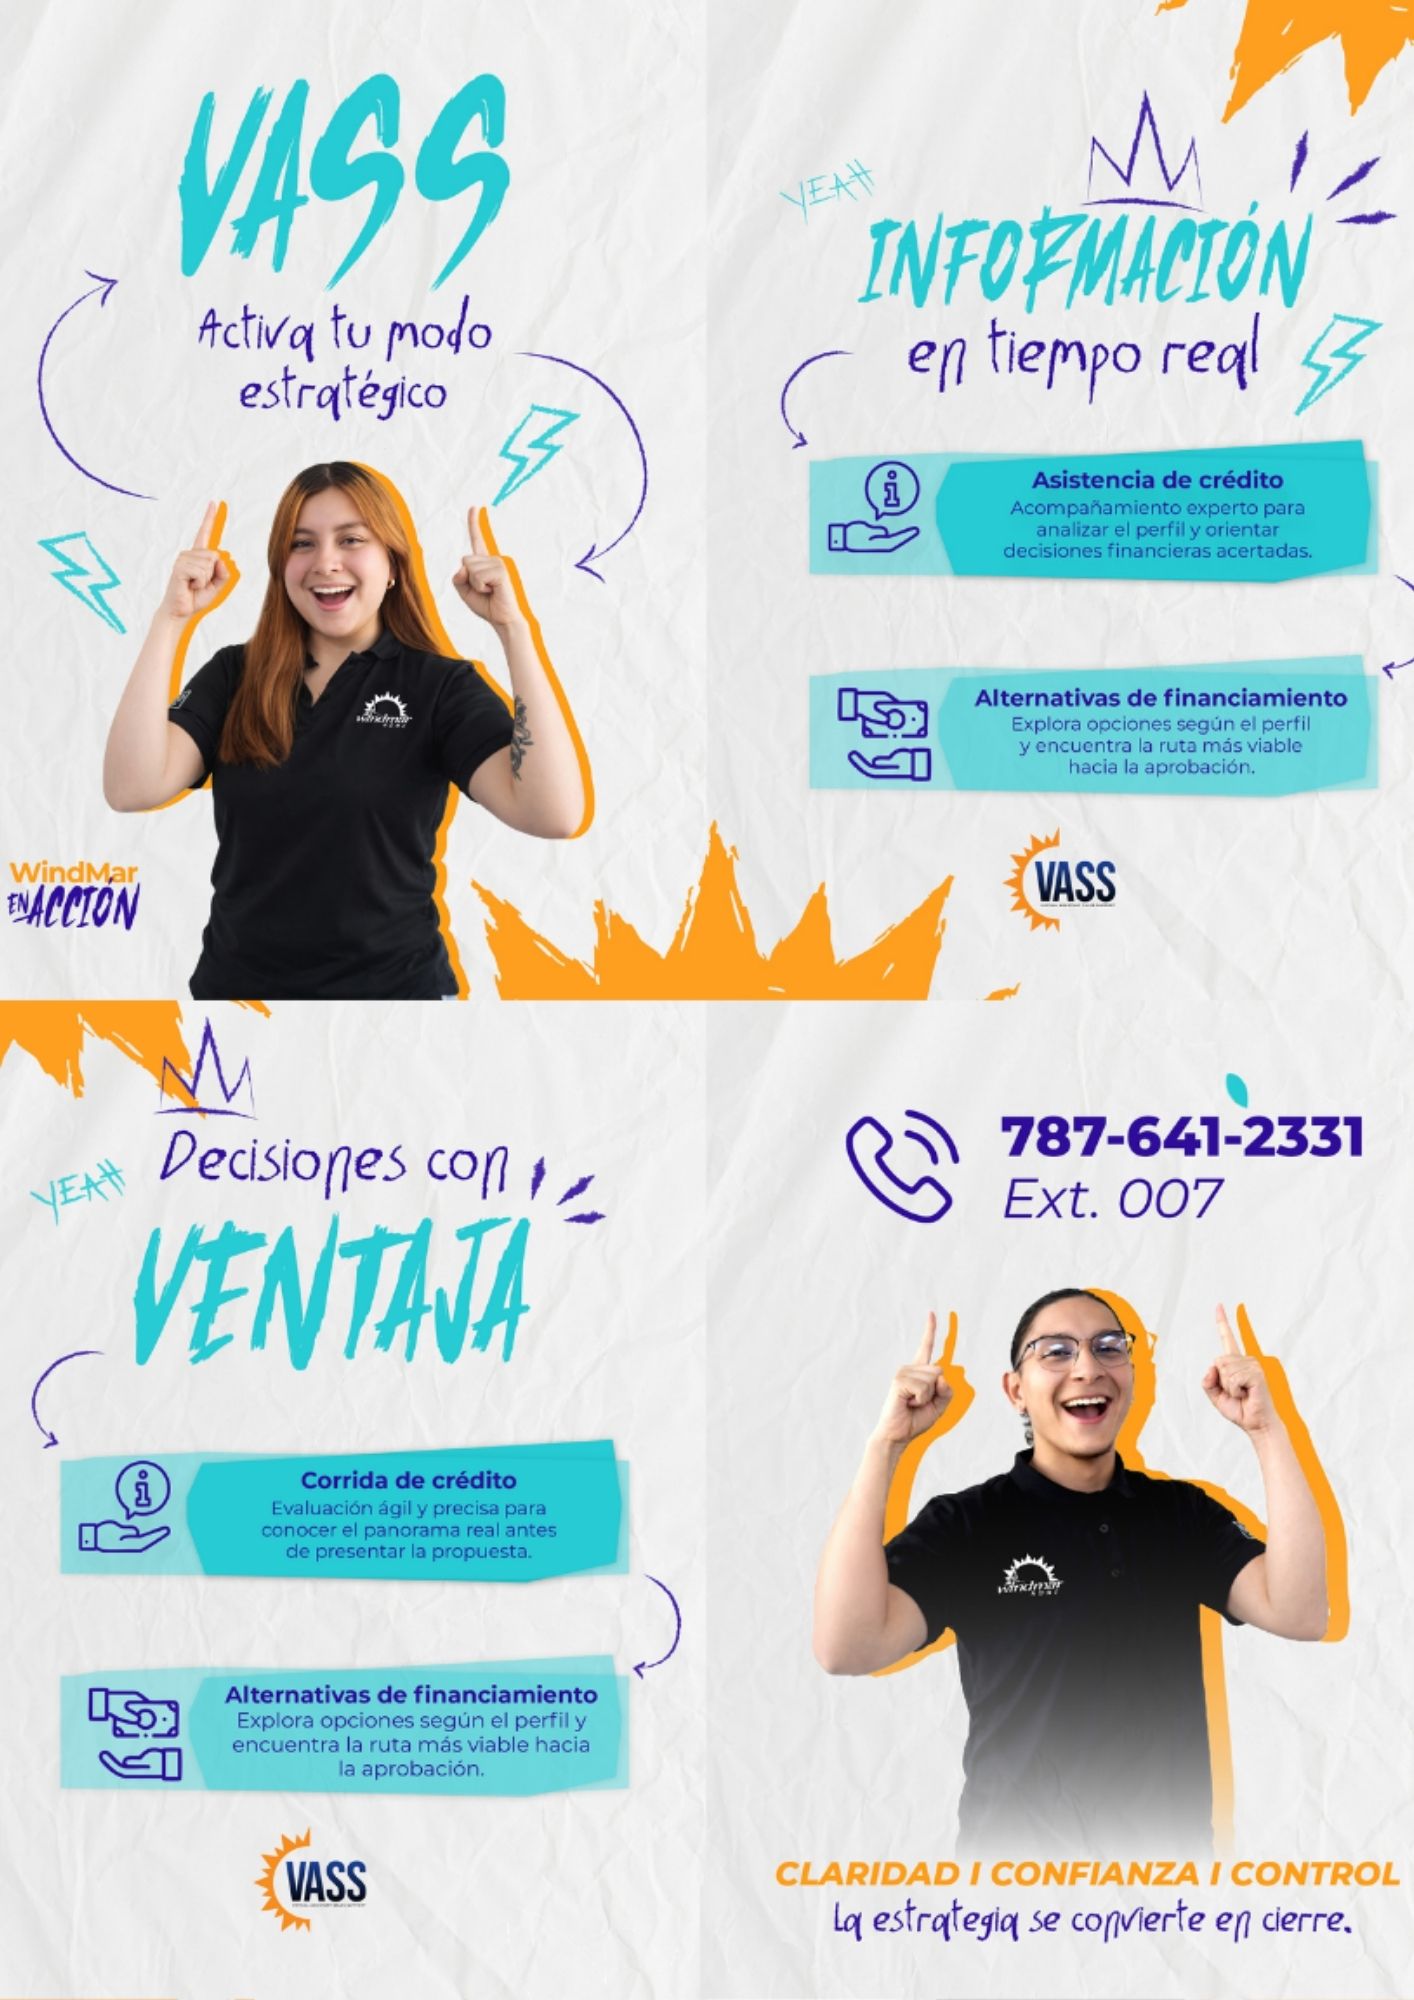 VASS
Activa tu modo
estratégico
windmar
HOME
WindMar
EN ACCIÓN
YEAH
INFORMACIÓN
en tiempo real
Asistencia de crédito
Acompañamiento experto para
analizar el perfil y orientar
decisiones financieras acertadas.
Alternativas de financiamiento
Explora opciones según el perfil
y encuentra la ruta más viable
hacia la aprobación.
VASS
YEAH
Decisiones con
VENTAJA
Corrida de crédito
Evaluación ágil y precisa para
conocer el panorama real antes
de presentar la propuesta.
Alternativas de financiamiento
Explora opciones según el perfil y
encuentra la ruta más viable hacia
la aprobación.
VASS
787-641-2331
Ext. 007
windmar
HOME
CLARIDAD I CONFIANZA I CONTROL
La estrategia se convierte en cierre.